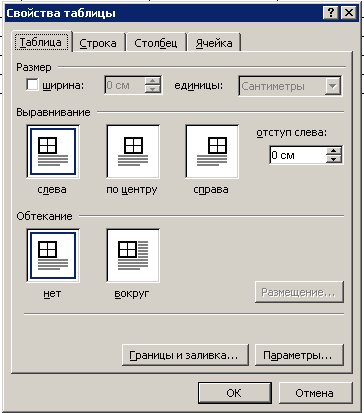 Свойства таблицы
Таблица Строка Столбец Ячейка
Размер
ширина: 0 см единицы: Сантиметры
Выравнивание
отступ слева:
0 см
слева по центру справа
Обтекание
нет вокруг
Размещение...
Границы и заливка... Параметры...
ОК Отмена